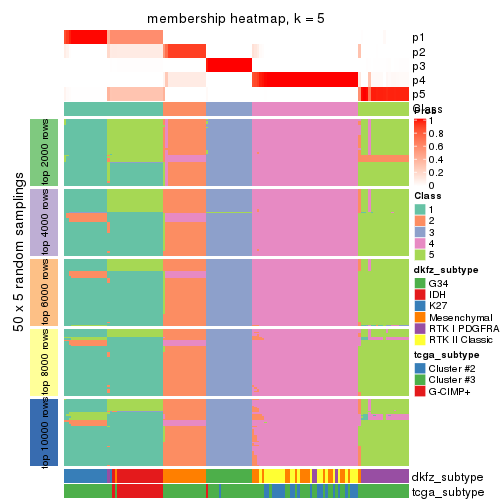 membership heatmap, k = 5
p1
p2
p3
p4
p5
Class
Prob
1
0.8
0.6
0.4
0.2
0
Class
1
2
3
4
5
dkfz_subtype
G34
IDH
K27
Mesenchymal
RTK I PDGFRA
RTK II Classic
tcga_subtype
Cluster #2
Cluster #3
G-CIMP+
50 x 5 random samplings
top 2000 rows
top 4000 rows
top 6000 rows
top 8000 rows
top 10000 rows
dkfz_subtype
tcga_subtype